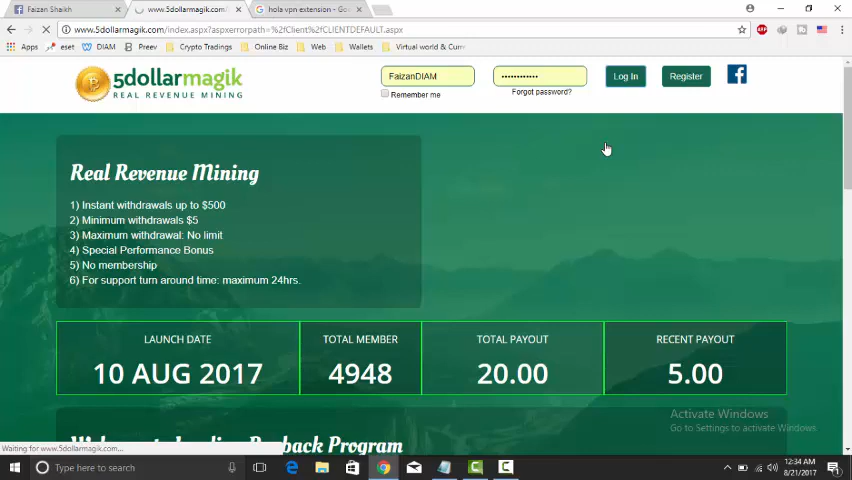 Faizan Shaikh
www.5dollarmagik.com/
hola vpn extension - Goo
www.5dollarmagik.com/index.aspx?aspxerrorpath=%2fClient%2fCLIENTDEFAULT.aspx
Apps eset DIAM Preev Crypto Tradings Online Biz Web Wallets Virtual world & Curr
5dollarmagik
REAL REVENUE MINING
FaizanDIAM
Log In
Register
Remember me
Forgot password?
Real Revenue Mining
1) Instant withdrawals up to $500
2) Minimum withdrawals $5
3) Maximum withdrawal: No limit
4) Special Performance Bonus
5) No membership
6) For support turn around time: maximum 24hrs.
LAUNCH DATE
10 AUG 2017
TOTAL MEMBER
4948
TOTAL PAYOUT
20.00
RECENT PAYOUT
5.00
Activate Windows
Go to Settings to activate Windows.
Waiting for www.5dollarmagik.com...
Type here to search
12:34 AM
8/21/2017